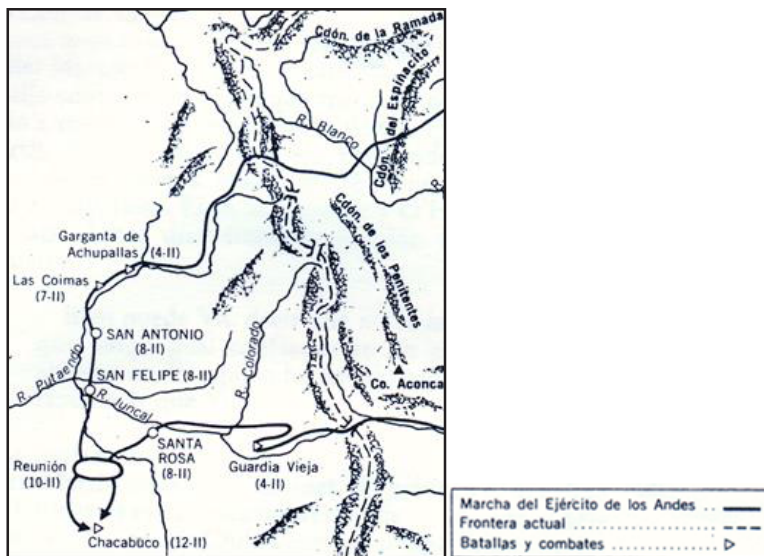 Cdón. de la Ramada
Cdón. del Espinacito
R. Blanco
R.
Garganta de
Achupallas (4-II)
Las Coimas
(7-II)
Cdón. de los Penitentes
SAN ANTONIO
(8-II)
R. Colorado
SAN FELIPE (8-II)
R. Putaendo
Co. Aconca
R. Juncal
SANTA
ROSA
(8-II)
Guardia Vieja
(4-II)
Reunión
(10-II)
Chacabuco (12-II)
Marcha del Ejército de los Andes ..
Frontera actual ......................
Batallas y combates ................